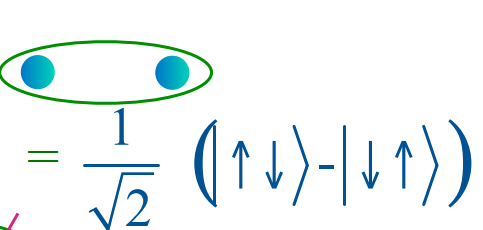 = 1/√2 (|↑↓⟩-|↓↑⟩)